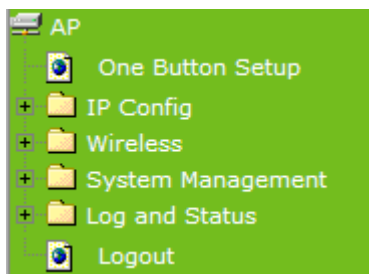 AP
One Button Setup
IP Config
Wireless
System Management
Log and Status
Logout